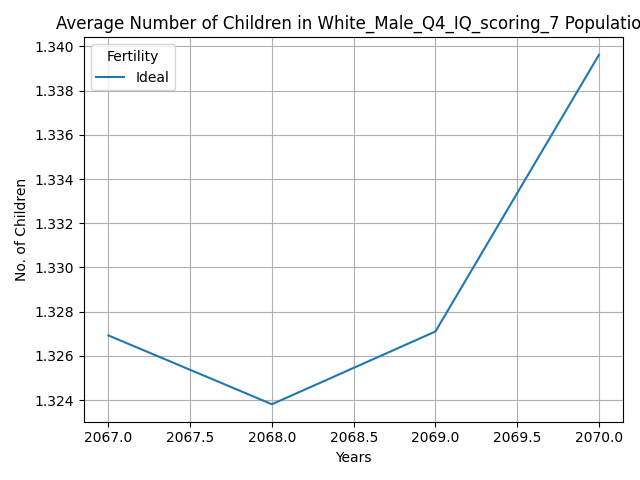 Average Number of Children in White_Male_Q4_IQ_scoring_7 Populatio
Fertility
Ideal
1.340
1.338
1.336
1.334
1.332
1.330
1.328
1.326
1.324
No. of Children
2067.0 2067.5 2068.0 2068.5 2069.0 2069.5 2070.0
Years